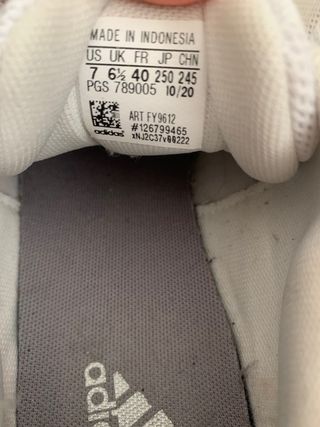 MADE IN INDONESIA
US UK FR JP CHN
7 6½ 40 250 245
PGS 789005 10/20
ART FY9612
#126799465
xNJ2C37v00222
adidas
adidas